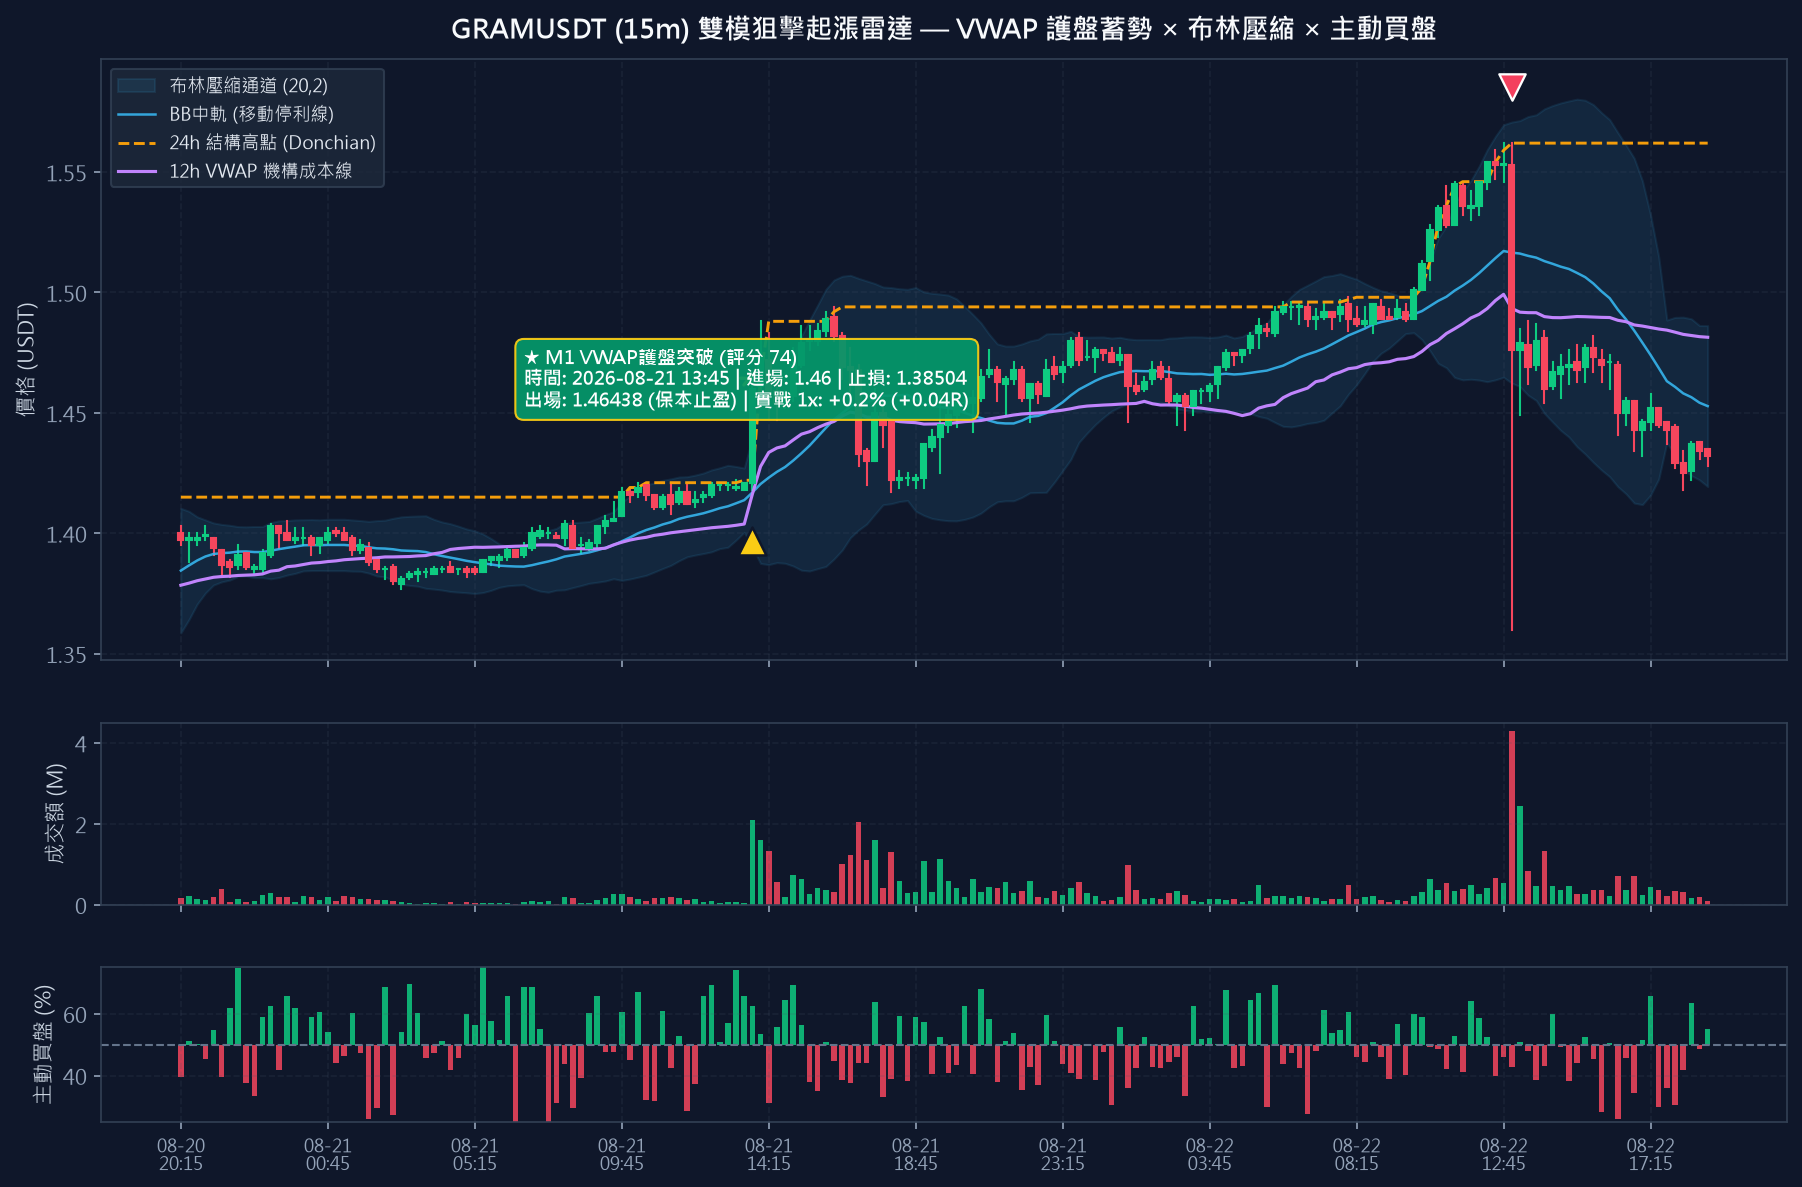 GRAMUSDT (15m) 雙模狙擊起漲雷達 — VWAP 護盤蓄勢 × 布林壓縮 × 主動買盤
布林壓縮通道 (20,2)
BB中軌 (移動停利線)
24h 結構高點 (Donchian)
12h VWAP 機構成本線
價格 (USDT)
1.55
1.50
1.45
1.40
1.35
★ M1 VWAP護盤突破 (評分 74)
時間: 2026-08-21 13:45 | 進場: 1.46 | 止損: 1.38504
出場: 1.46438 (保本止盈) | 實戰 1x: +0.2% (+0.04R)
成交額 (M)
4
2
0
主動買盤 (%)
60
40
08-20 08-21 08-21 08-21 08-21 08-21 08-21 08-22 08-22 08-22 08-22
20:15 00:45 05:15 09:45 14:15 18:45 23:15 03:45 08:15 12:45 17:15